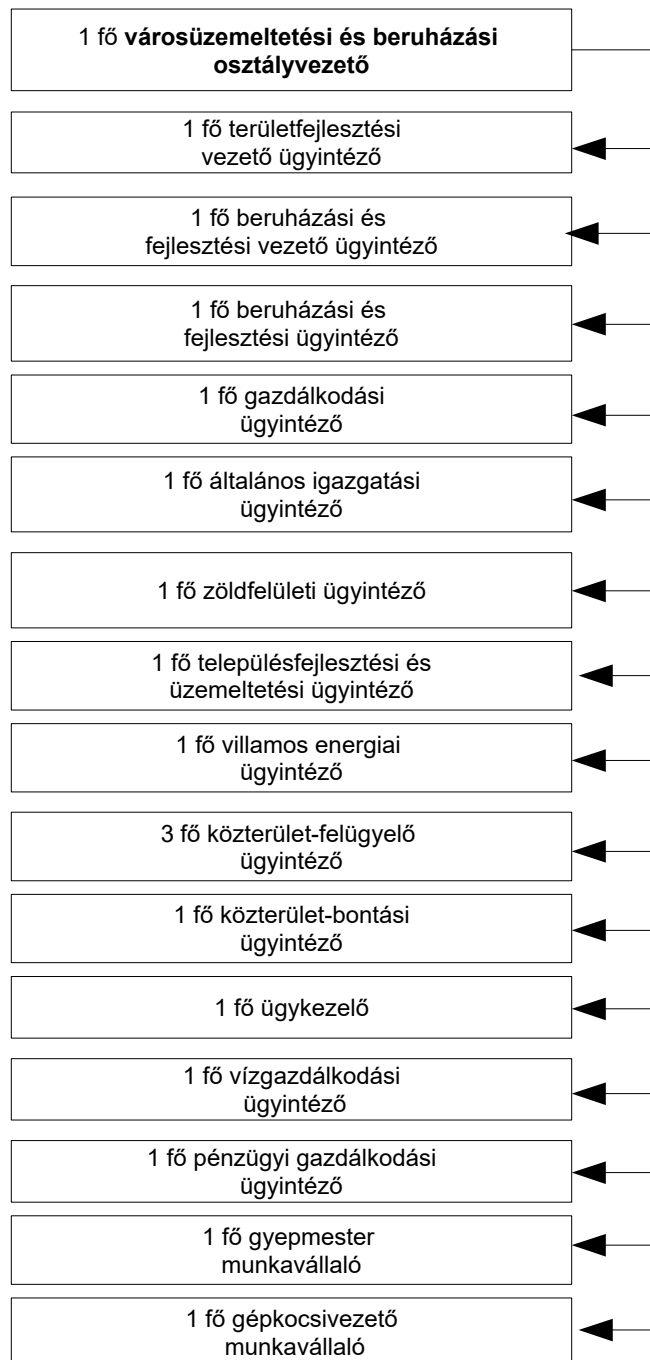 1 fő városüzemeltetési és beruházási
osztályvezető
1 fő területfejlesztési
vezető ügyintéző
1 fő beruházási és
fejlesztési vezető ügyintéző
1 fő beruházási és
fejlesztési ügyintéző
1 fő gazdálkodási
ügyintéző
1 fő általános igazgatási
ügyintéző
1 fő zöldfelületi ügyintéző
1 fő településfejlesztési és
üzemeltetési ügyintéző
1 fő villamos energiai
ügyintéző
3 fő közterület-felügyelő
ügyintéző
1 fő közterület-bontási
ügyintéző
1 fő ügykezelő
1 fő vízgazdálkodási
ügyintéző
1 fő pénzügyi gazdálkodási
ügyintéző
1 fő gyepmester
munkavállaló
1 fő gépkocsivezető
munkavállaló